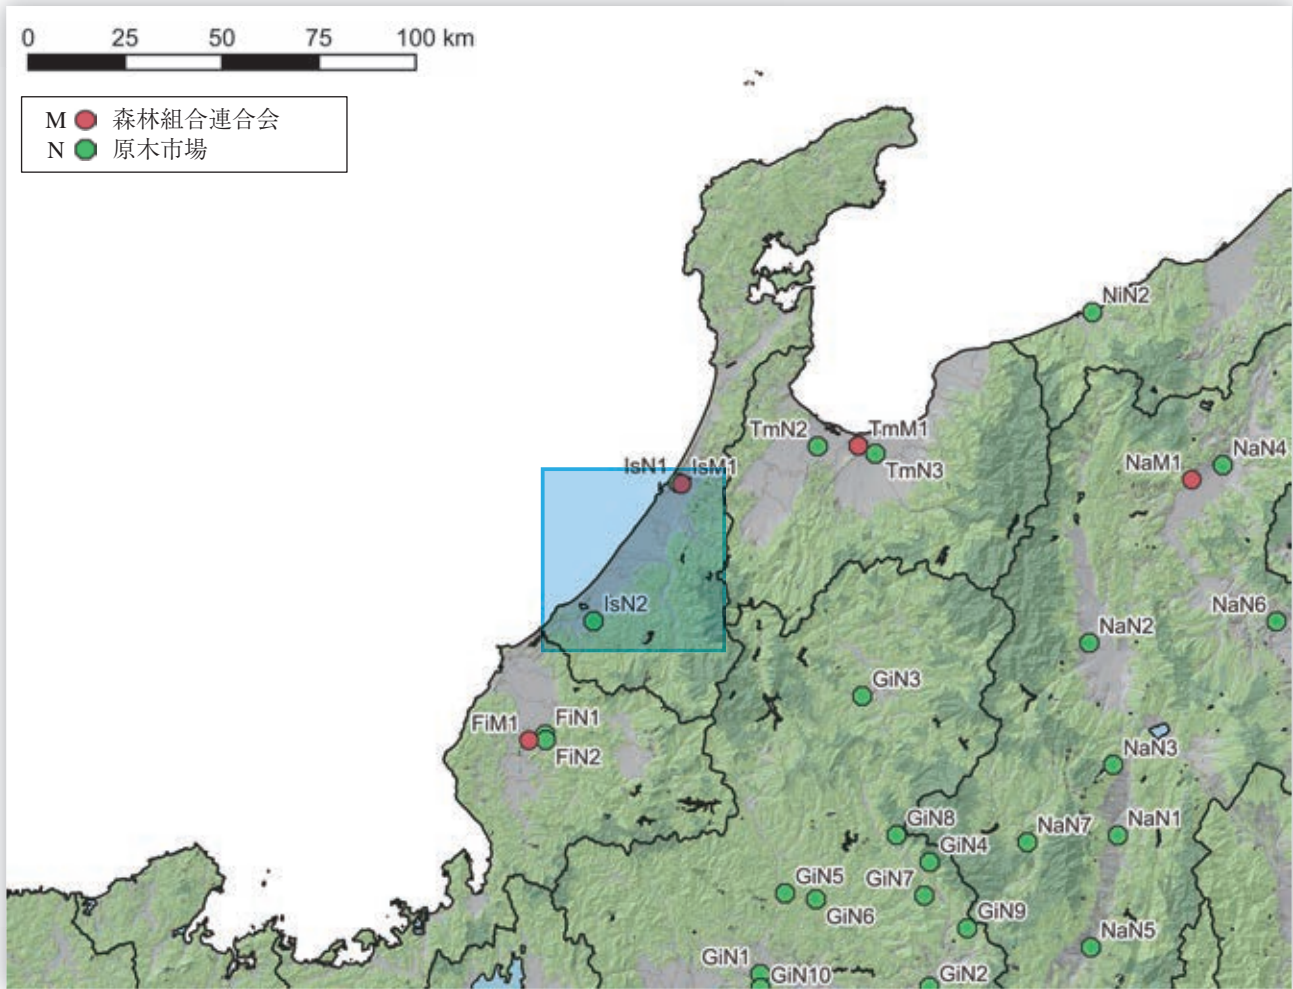 0 25 50 75 100 km
M 森林組合連合会
N 原木市場
NiN2
TmN2
TmM1
TmN3
IsN1
IsM1
NaM1
NaN4
IsN2
NaN6
NaN2
GiN3
FiM1
FiN1
FiN2
NaN3
GiN8
NaN7
NaN1
GiN4
GiN5
GiN7
GiN6
GiN9
NaN5
GiN1
GiN10
GiN2